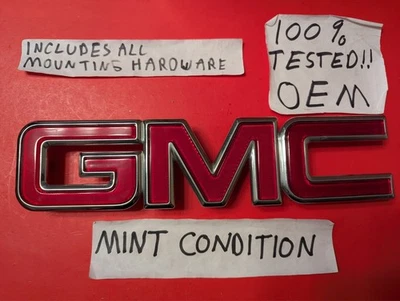 INCLUDES ALL
MOUNTING HARDWARE
100%
TESTED!!
OEM
GMC
MINT CONDITION